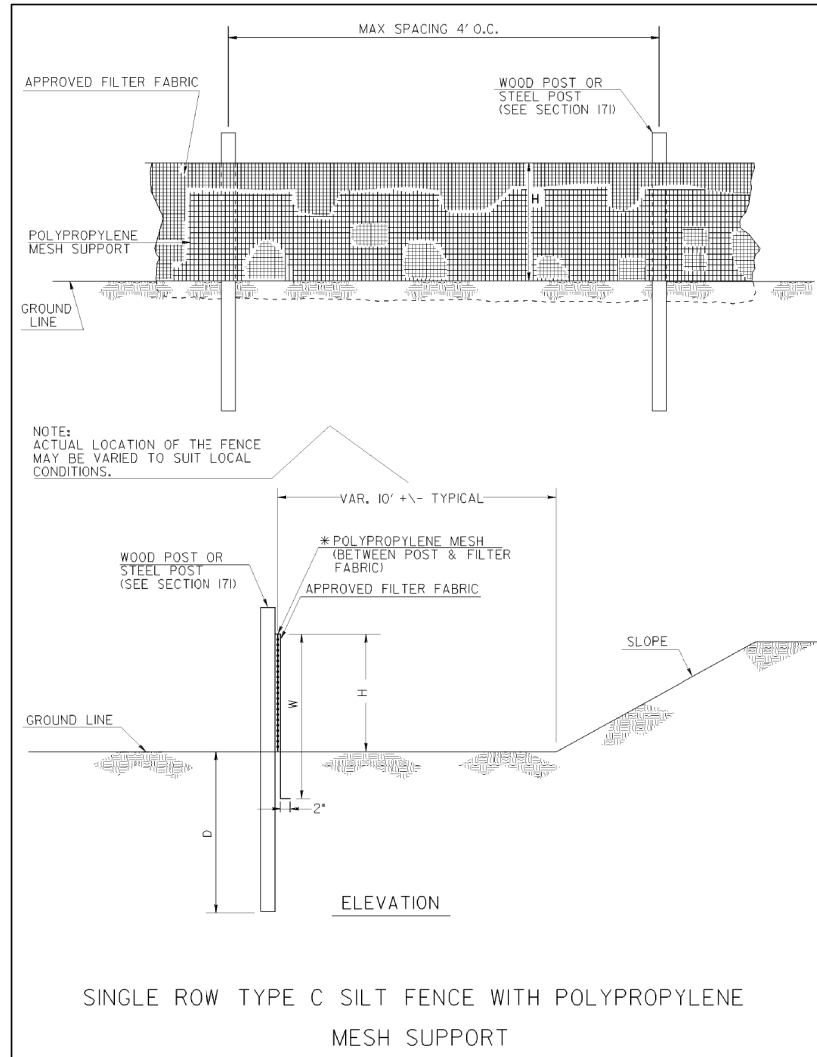 MAX SPACING 4' O.C.
APPROVED FILTER FABRIC
WOOD POST OR
STEEL POST
(SEE SECTION 171)
H
POLYPROPYLENE
MESH SUPPORT
GROUND
LINE
NOTE:
ACTUAL LOCATION OF THE FENCE
MAY BE VARIED TO SUIT LOCAL
CONDITIONS.
VAR. 10' +\- TYPICAL
*POLYPROPYLENE MESH
(BETWEEN POST & FILTER
FABRIC)
WOOD POST OR
STEEL POST
(SEE SECTION 171)
APPROVED FILTER FABRIC
SLOPE
W
H
GROUND LINE
2"
D
ELEVATION
SINGLE ROW TYPE C SILT FENCE WITH POLYPROPYLENE
MESH SUPPORT